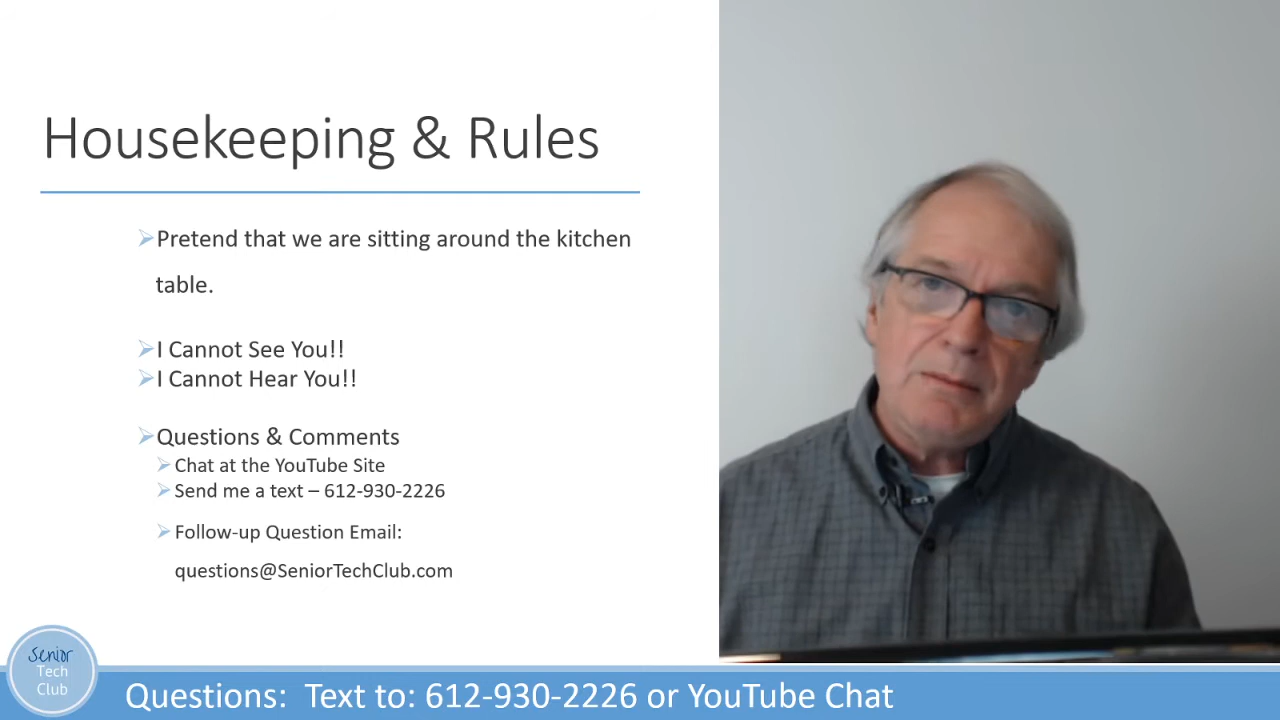 Housekeeping & Rules
Pretend that we are sitting around the kitchen
table.
I Cannot See You!!
I Cannot Hear You!!
Questions & Comments
Chat at the YouTube Site
Send me a text – 612-930-2226
Follow-up Question Email:
questions@SeniorTechClub.com
Senior
Tech
Club
Questions:  Text to: 612-930-2226 or YouTube Chat